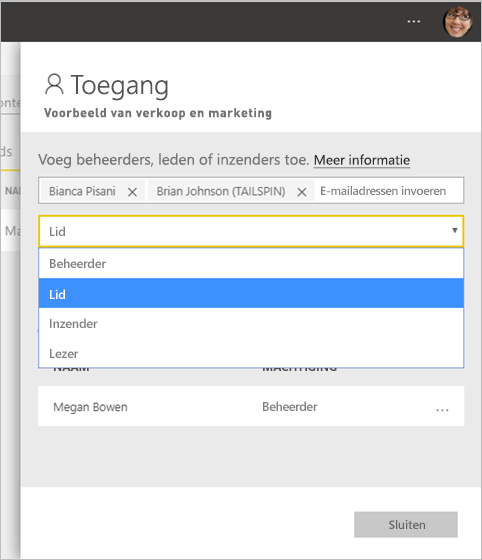 ...
Toegang
Voorbeeld van verkoop en marketing
Voeg beheerders, leden of inzenders toe. Meer informatie
Bianca Pisani × Brian Johnson (TAILSPIN) × E-mailadressen invoeren
Lid
Beheerder
Lid
Inzender
Lezer
NAAM MACHTIGING
Megan Bowen Beheerder ...
Sluiten